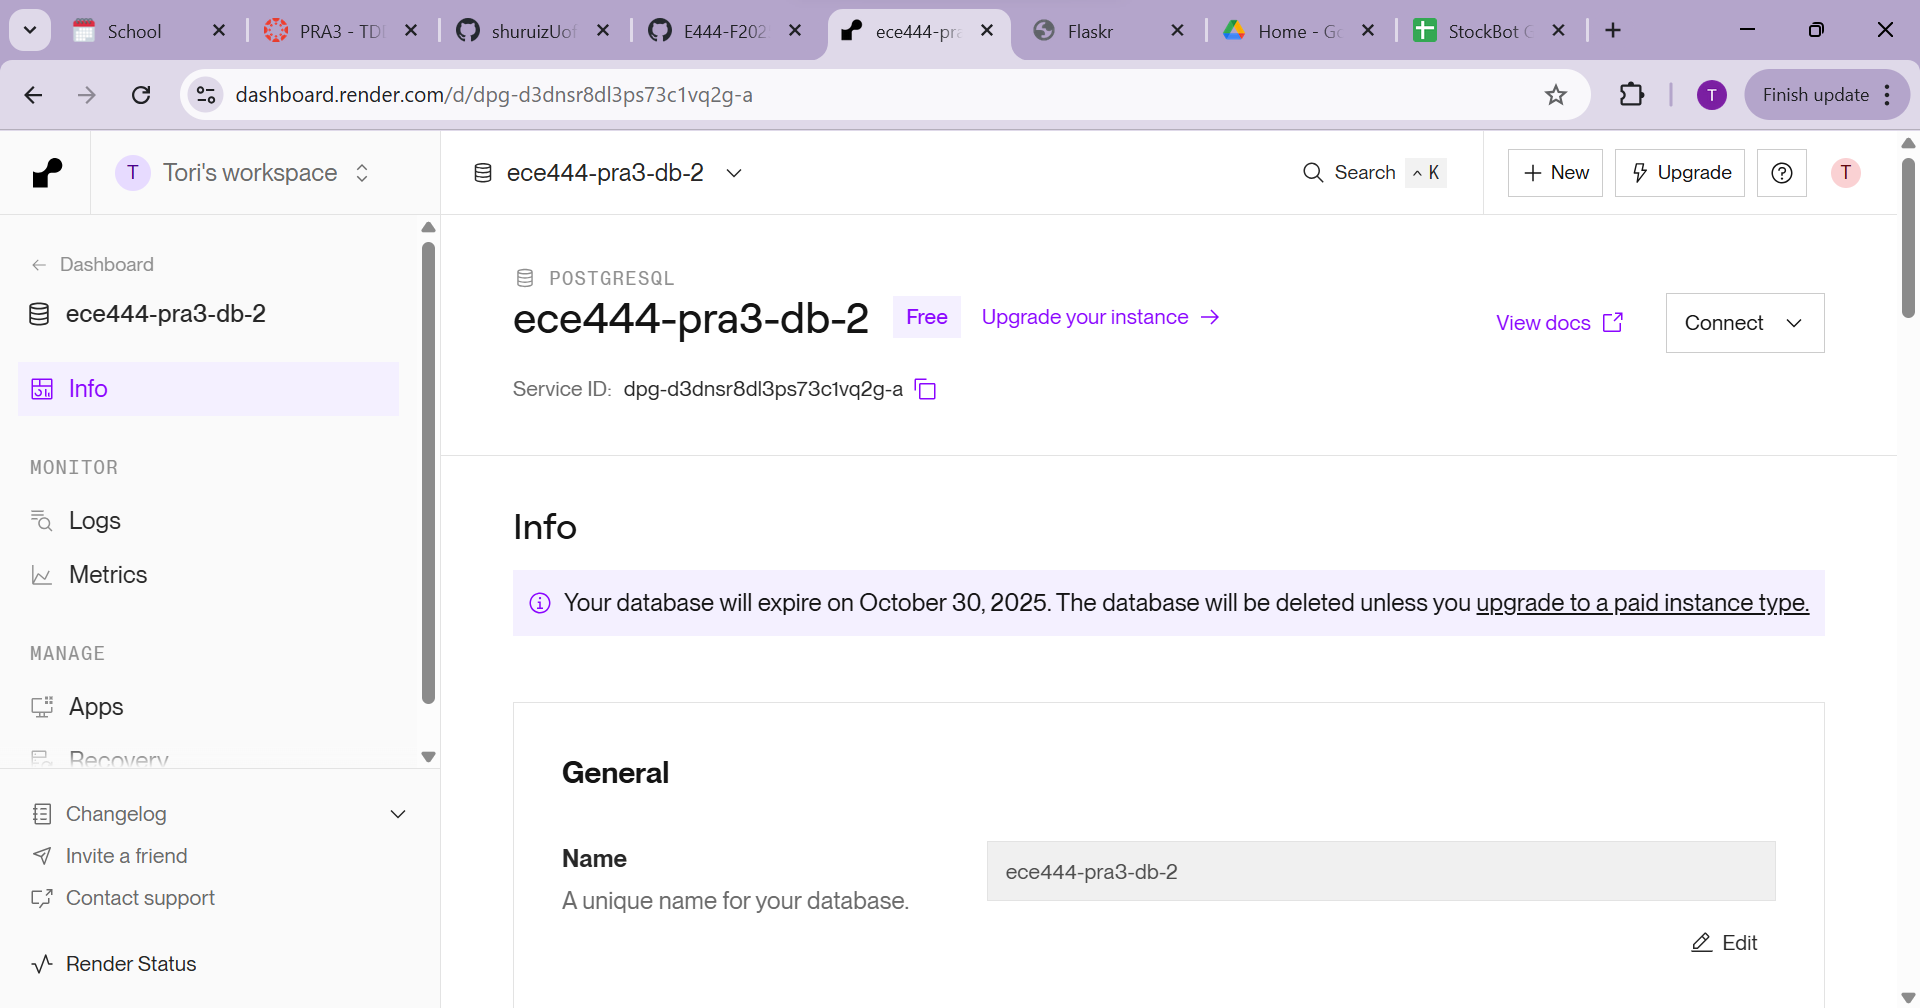 School
PRA3 - TD
shuruizUof
E444-F202
ece444-pra
Flaskr
Home - Go
StockBot
dashboard.render.com/d/dpg-d3dnsr8dl3ps73c1vq2g-a
T
Finish update
T
Tori's workspace
ece444-pra3-db-2
Search
^ K
+ New
Upgrade
T
Dashboard
ece444-pra3-db-2
Info
MONITOR
Logs
Metrics
MANAGE
Apps
Recovery
Changelog
Invite a friend
Contact support
Render Status
POSTGRESQL
ece444-pra3-db-2
Free
Upgrade your instance →
View docs
Connect
Service ID: dpg-d3dnsr8dl3ps73c1vq2g-a
Info
Your database will expire on October 30, 2025. The database will be deleted unless you upgrade to a paid instance type.
General
Name
A unique name for your database.
ece444-pra3-db-2
Edit